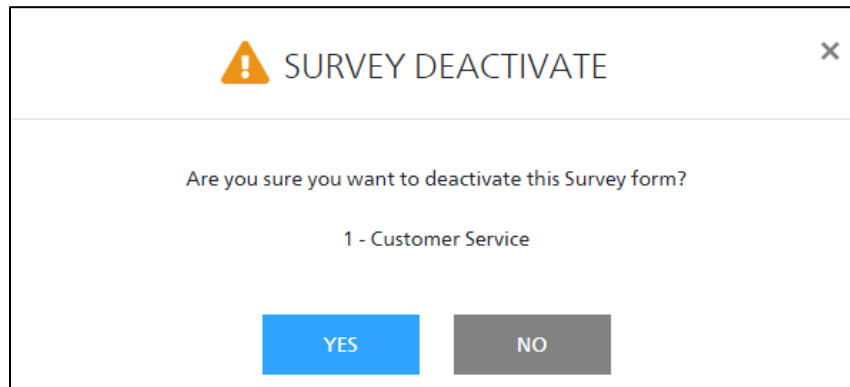 SURVEY DEACTIVATE
Are you sure you want to deactivate this Survey form?
1 - Customer Service
YES
NO